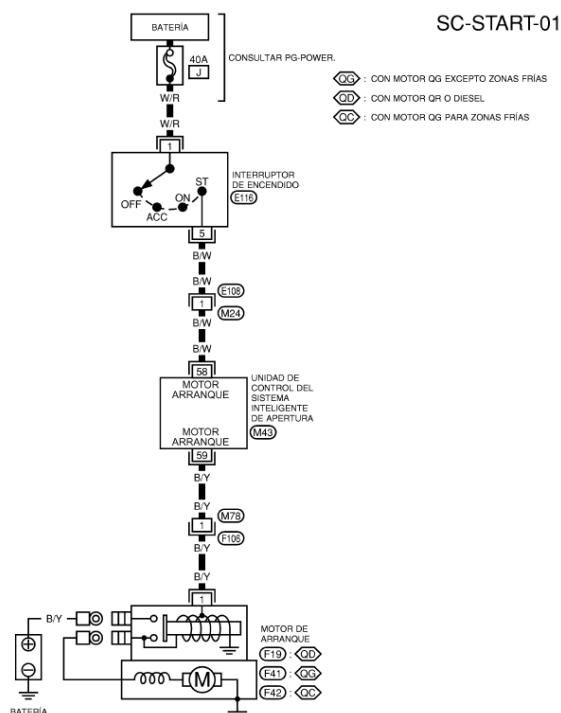 SC-START-01
BATERÍA
40A
J
CONSULTAR PG-POWER.
QG : CON MOTOR QG EXCEPTO ZONAS FRÍAS
QD : CON MOTOR QR O DIESEL
QC : CON MOTOR QG PARA ZONAS FRÍAS
W/R
W/R
1
OFF
ACC
ON
ST
INTERRUPTOR
DE ENCENDIDO
E116
5
B/W
B/W
E108
1
M24
B/W
B/W
58
MOTOR
ARRANQUE
UNIDAD DE
CONTROL DEL
SISTEMA
INTELIGENTE
DE APERTURA
M43
MOTOR
ARRANQUE
59
B/Y
B/Y
M78
1
F106
B/Y
B/Y
1
B/Y
MOTOR DE
ARRANQUE
F19 : QD
F41 : QG
F42 : QC
M
BATERÍA